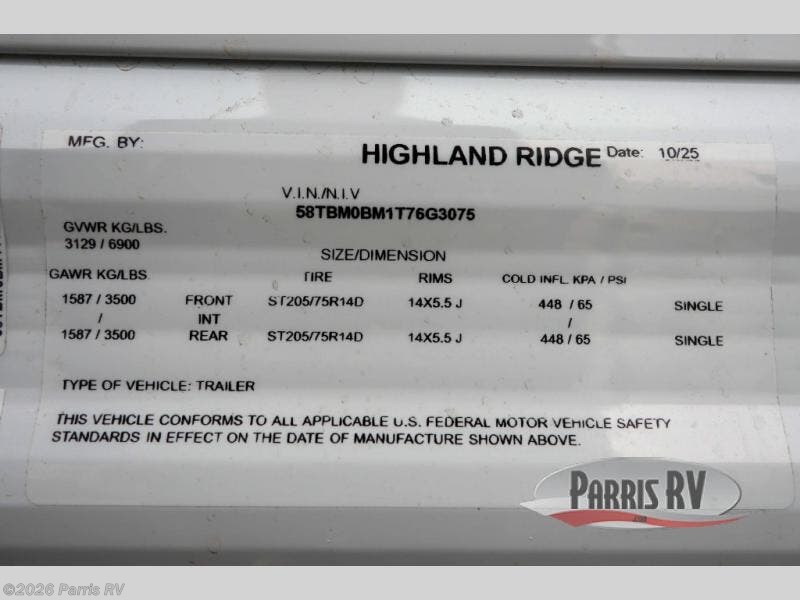 MFG. BY:
HIGHLAND RIDGE Date: 10/25
V.I.N./N.I.V
58TBM0BM1T76G3075
GVWR KG/LBS.
3129 / 6900
SIZE/DIMENSION
GAWR KG/LBS. TIRE RIMS COLD INFL. KPA / PSI
1587 / 3500 FRONT ST205/75R14D 14X5.5 J 448 / 65 SINGLE
/ INT /
1587 / 3500 REAR ST205/75R14D 14X5.5 J 448 / 65 SINGLE
TYPE OF VEHICLE: TRAILER
THIS VEHICLE CONFORMS TO ALL APPLICABLE U.S. FEDERAL MOTOR VEHICLE SAFETY
STANDARDS IN EFFECT ON THE DATE OF MANUFACTURE SHOWN ABOVE.
PARRIS RV
©2026 Parris RV